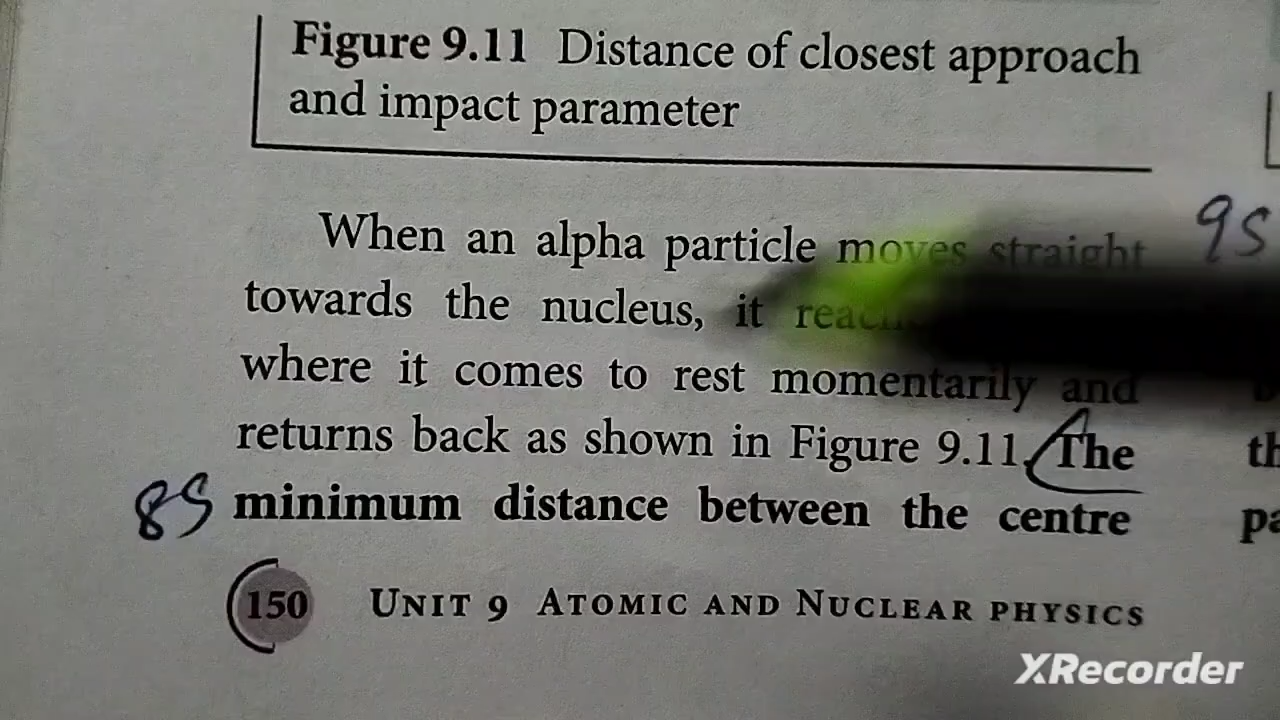 Figure 9.11 Distance of closest approach
and impact parameter
When an alpha particle moves straight
towards the nucleus, it
where it comes to rest momentarily and
returns back as shown in Figure 9.11. The
minimum distance between the centre
150 UNIT 9 ATOMIC AND NUCLEAR PHYSICS
XRecorder